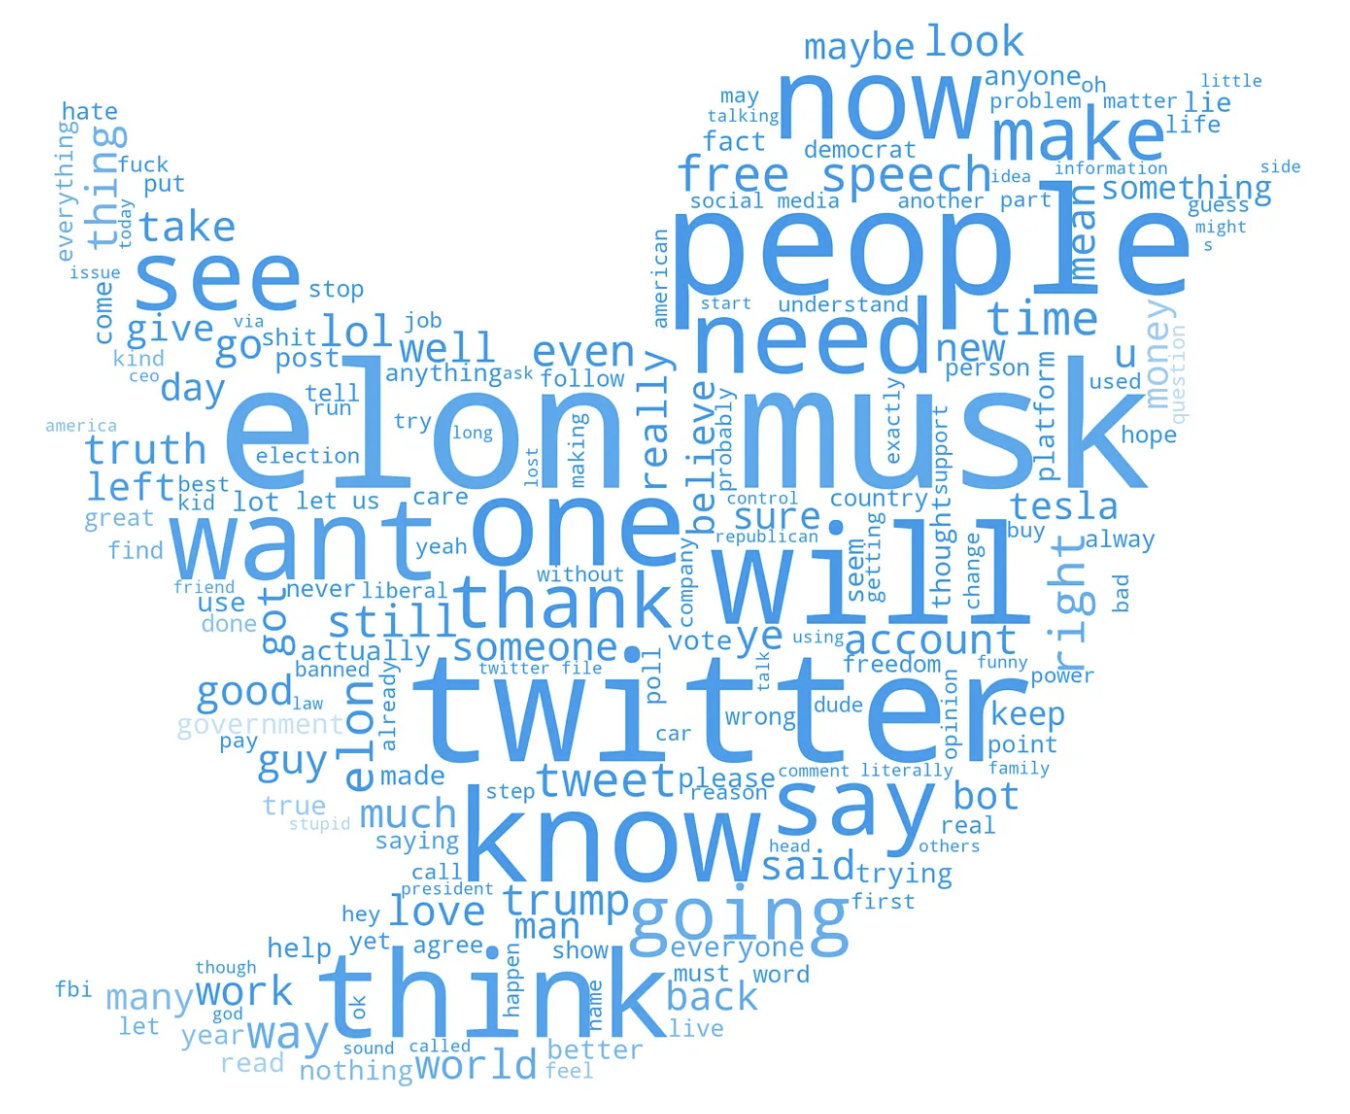 maybe look
now anyone oh little
may talking problem matter lie
hate fact democrat make life
everything thing fuck put today
free speech idea information side
social media another part something
take people mean guess might s
see american
issue come stop start understand
give via shit lol job need time money question
kind go post well even new u
ceo day anything ask follow really person platform used
tell run elon musk
america try long making believe probably exactly support hope
truth election lost
left best kid lot let us care control country tesla
great want one sure buy alway
find yeah republican will right
friend never liberal without company seem getting thought change bad
use thank
done got still vote ye using account
actually someone freedom funny power
banned twitter file poll talk
good law elon already twitter opinion keep
government wrong dude
pay guy car point
made tweet please comment literally family
true step reason say bot
stupid much know real
saying head others
call said trying
president trump going first
hey love man
help yet agree show everyone
though think happen must word
fbi many work name back
god ok
let year way live
sound called better
read nothing world feel